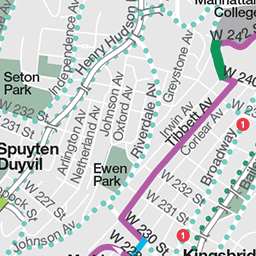 Manhattan
College
W 242 St
W 240
Henry Hudson
Independence Av
Seton
Park
Greystone Av
Johnson Av
Oxford Av
Riverdale Av
Irwin Av
Tibbett Av
Corlear Av
Broadway
1
W 232
W 231 St
W 227 St
Arlington Av
Netherland Av
Spuyten
Duyvil
Ewen
Park
W 232 St
W 231 St
W 230 St
Johnson Av
1
Kingsbrid